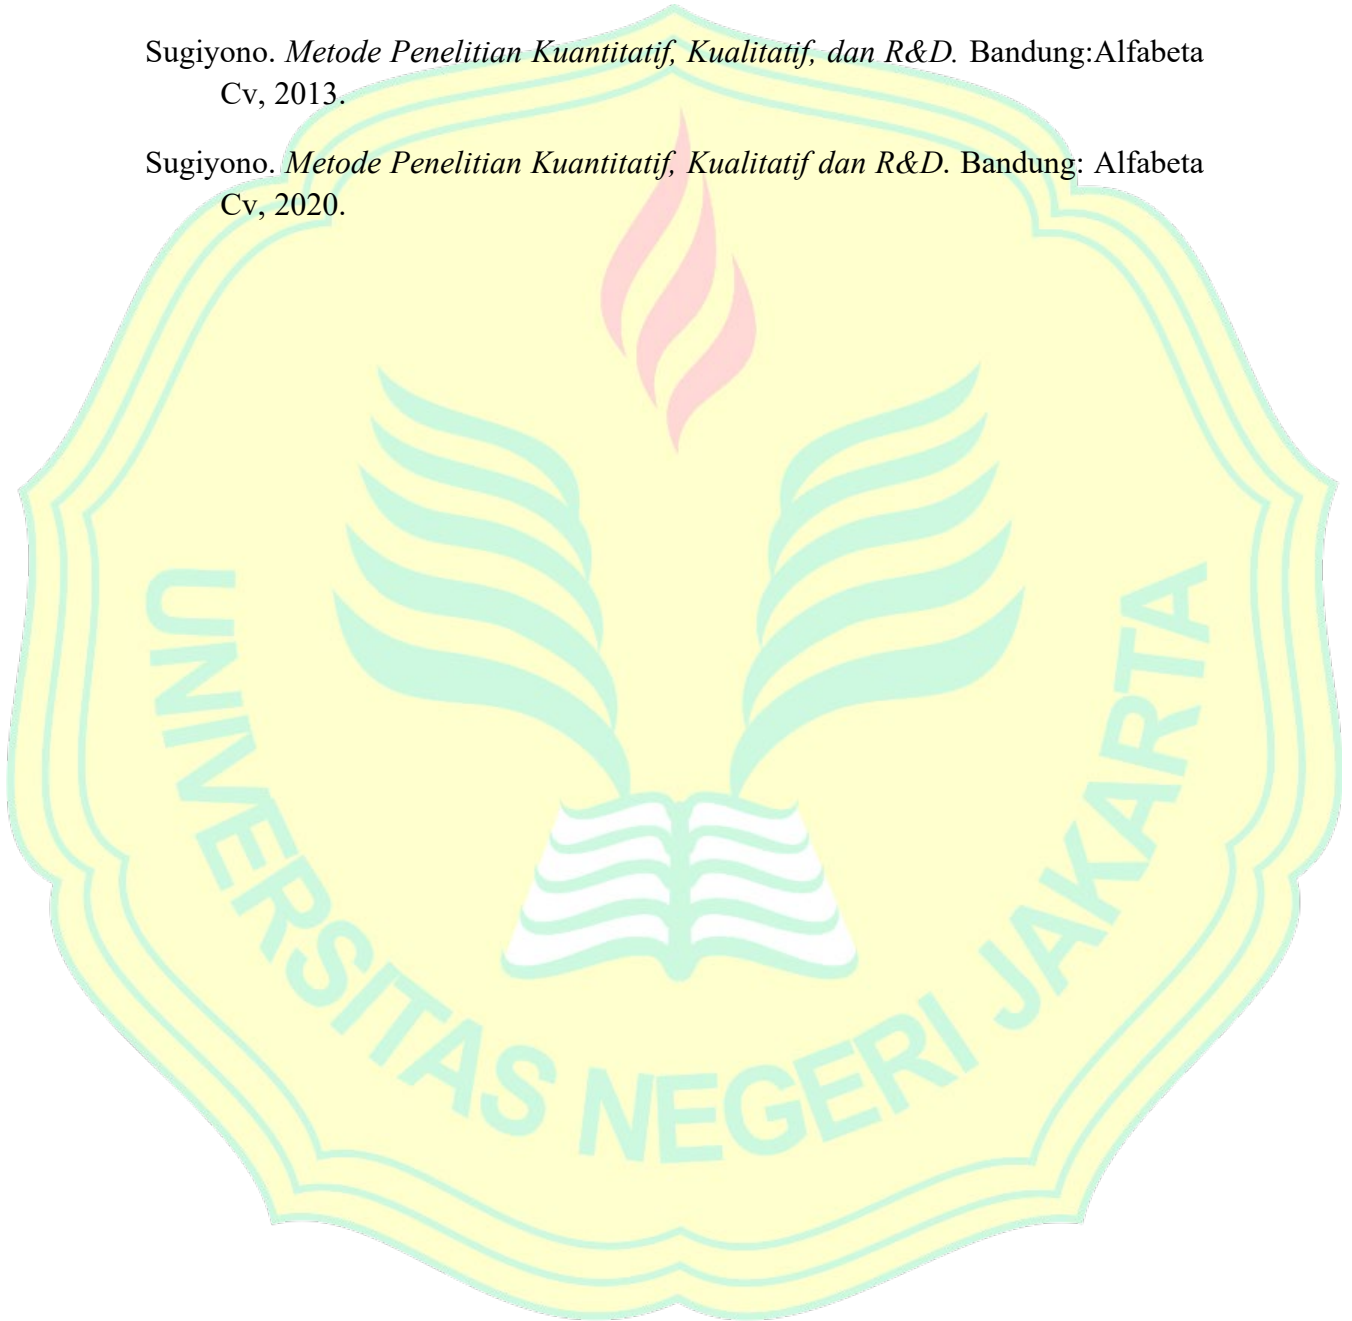 Sugiyono. Metode Penelitian Kuantitatif, Kualitatif, dan R&D. Bandung:Alfabeta
Cv, 2013.
Sugiyono. Metode Penelitian Kuantitatif, Kualitatif dan R&D. Bandung: Alfabeta
Cv, 2020.
UNIVERSITAS NEGERI JAKARTA